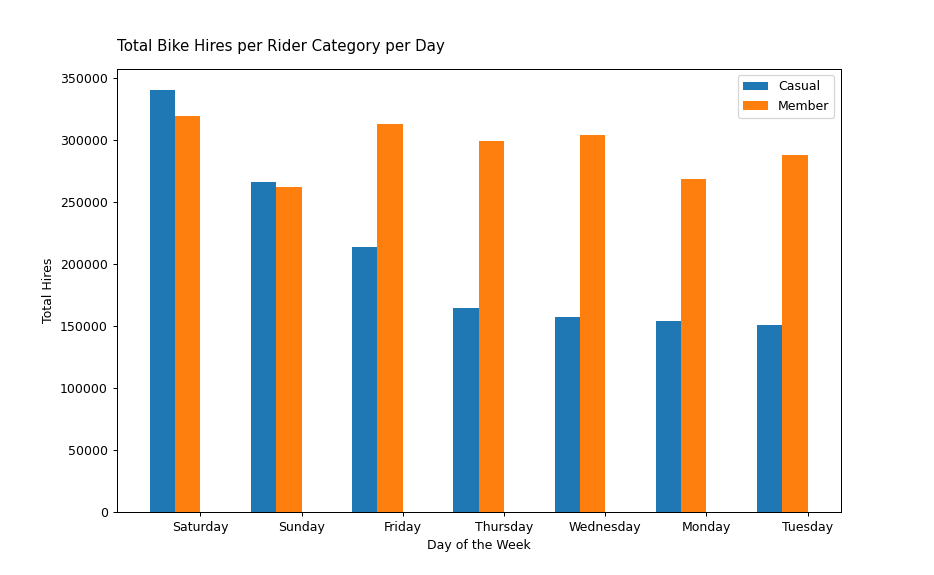 Total Bike Hires per Rider Category per Day
Casual
Member
350000
300000
250000
200000
150000
100000
50000
0
Total Hires
Saturday Sunday Friday Thursday Wednesday Monday Tuesday
Day of the Week